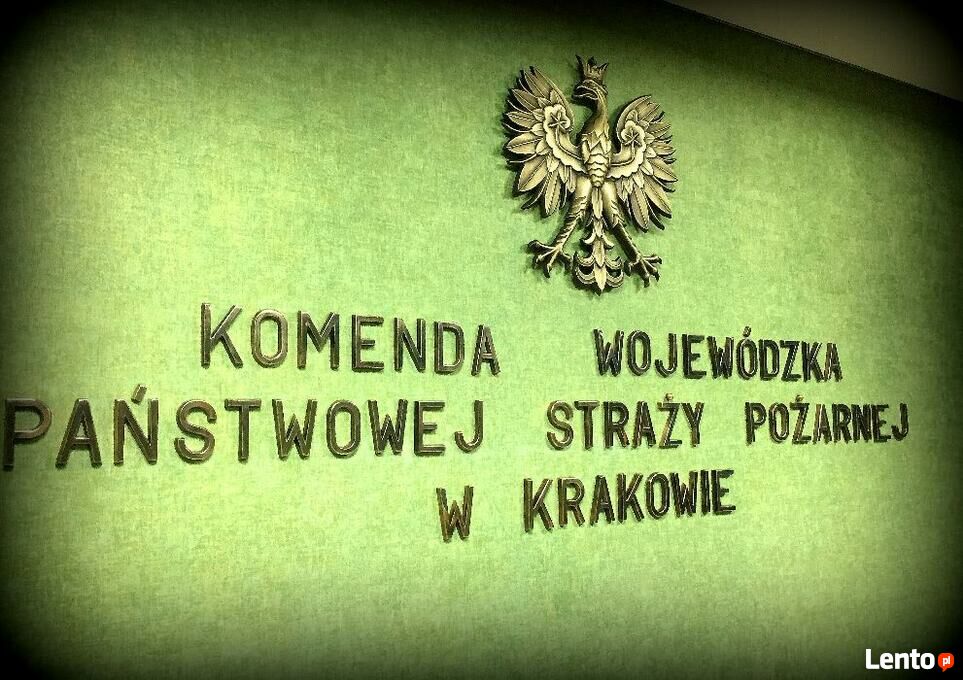 KOMENDA WOJEWÓDZKA
PAŃSTWOWEJ STRAŻY POŻARNEJ
W KRAKOWIE
Lento pl